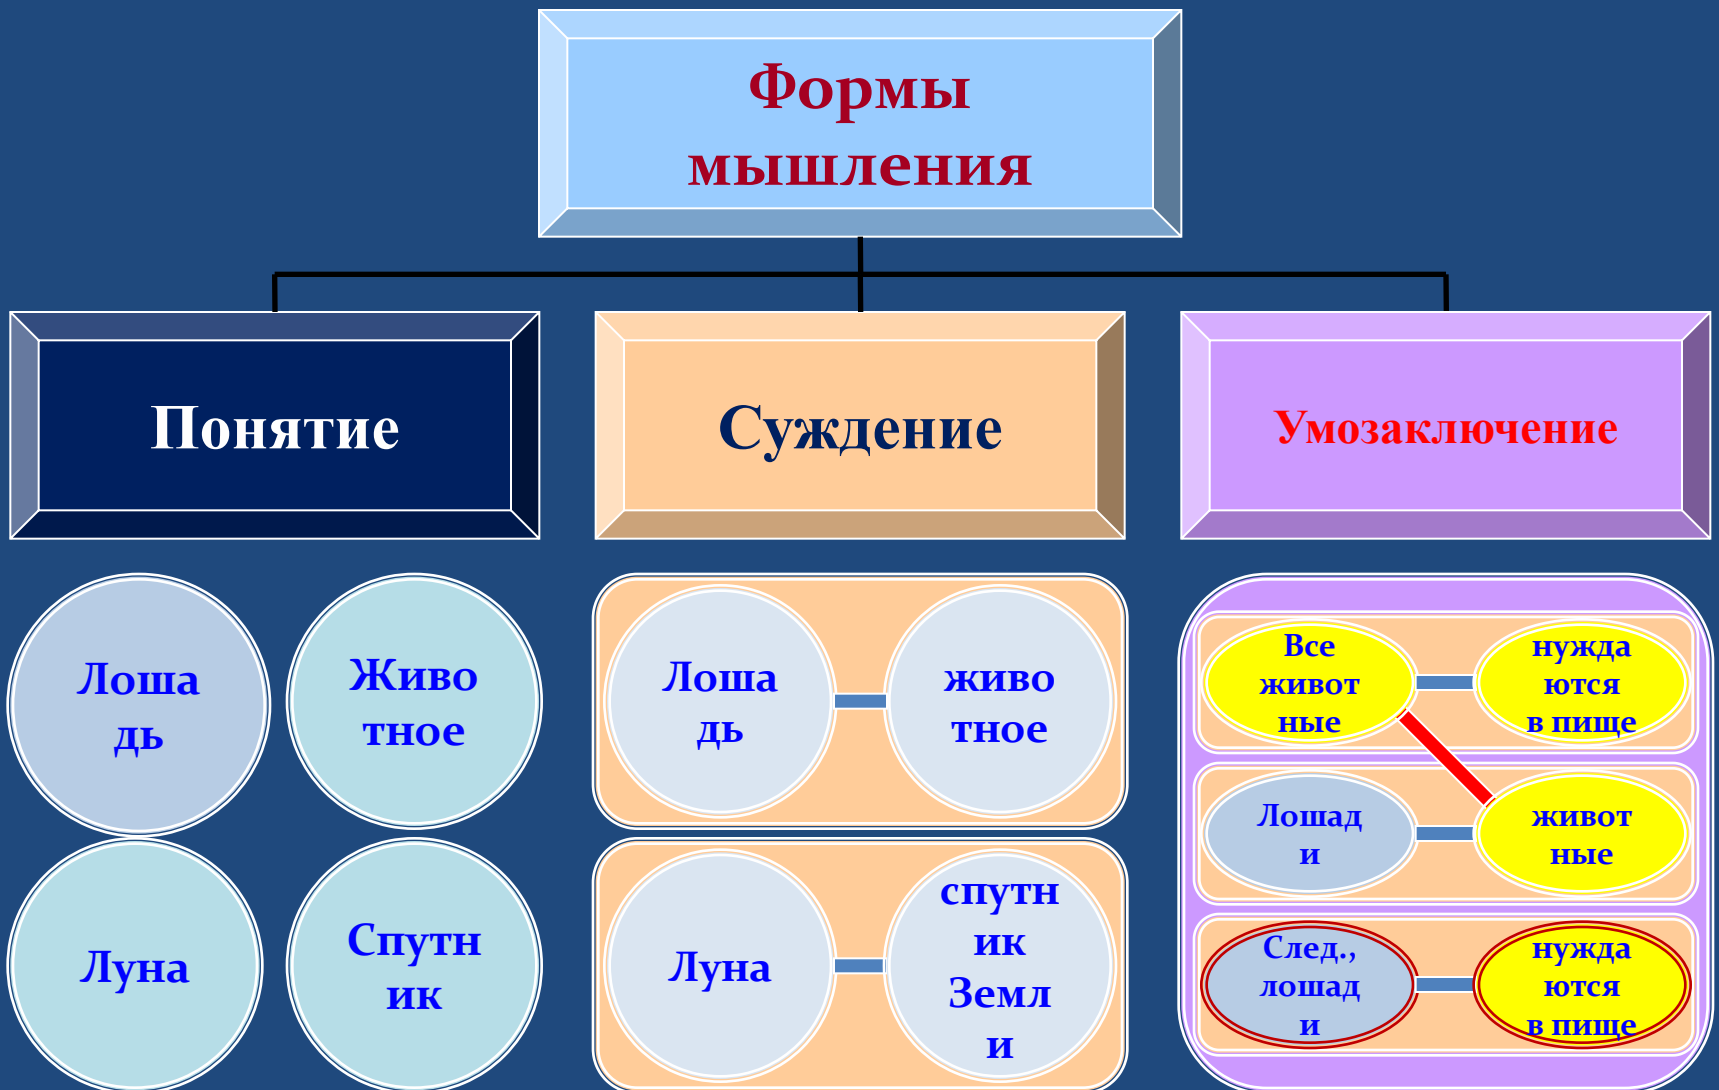 Формы
мышления
Понятие
Суждение
Умозаключение
Лоша
дь
Живо
тное
Луна
Спутн
ик
Лоша
дь
живо
тное
Луна
спутн
ик
Земл
и
Все
живот
ные
нужда
ются
в пище
Лошад
и
живот
ные
След.,
лошад
и
нужда
ются
в пище